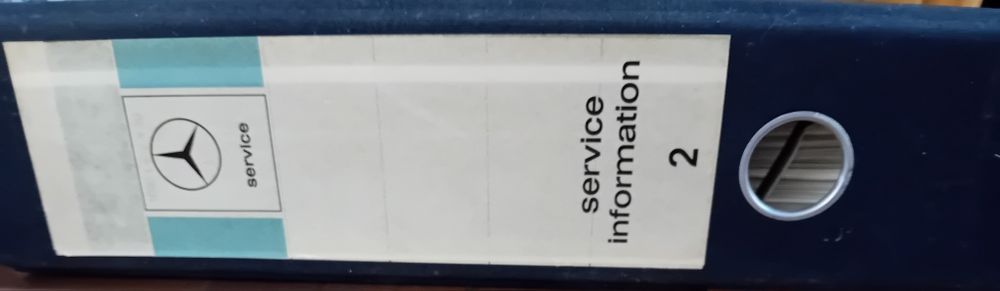 service
service
information
2